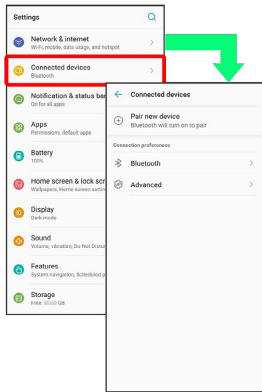 Settings
Network & internet
Wi-Fi, mobile, data usage, and hotspot
Connected devices
Bluetooth
Notification & status bar
On for all apps
Apps
Permissions, default apps
Battery
100%
Home screen & lock scr
Wallpapers, Home screen settin
Display
Dark mode
Sound
Volume, vibration, Do Not Distur
Features
System navigation, Scheduled p
Storage
Free: GB
Connected devices
Pair new device
Bluetooth will turn on to pair
Connection preferences
Bluetooth
Advanced